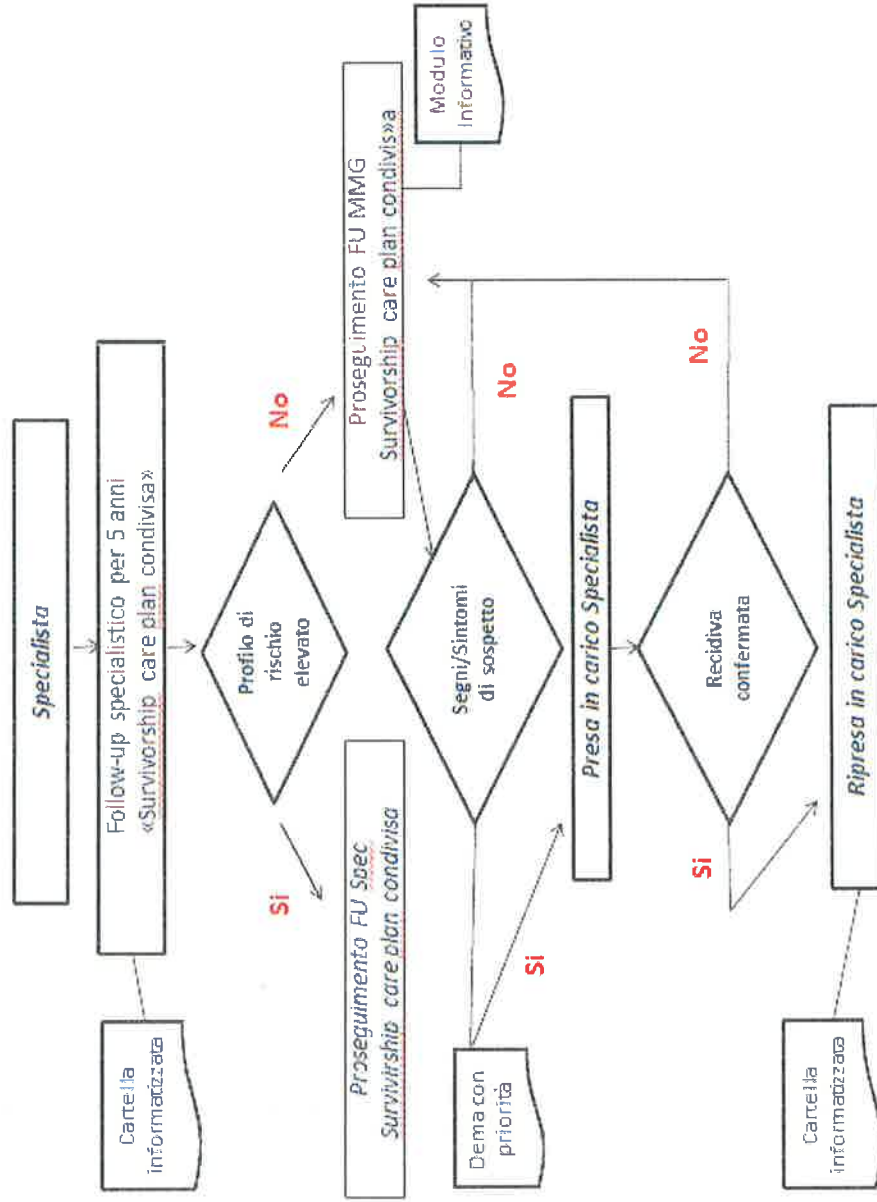 Specialista
Cartella
informatizzata
Follow-up specialistico per 5 anni
«Survivorship care plan condivisa»
Profilo di
rischio
elevato
Si
No
Proseguimento FU Spec
Survivirship care plan condivisa
Proseguimento FU MMG
Survivorship care plan condivis»a
Modulo
Informativo
Dema con
priorità
Segni/Sintomi
di sospetto
Si
No
Presa in carico Specialista
Recidiva
confermata
Si
No
Cartella
informatizzata
Ripresa in carico Specialista